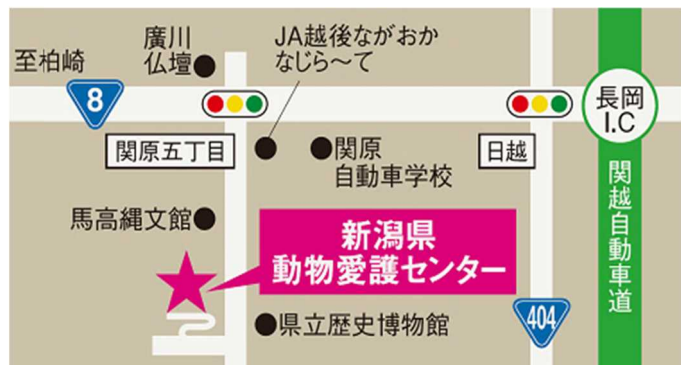 廣川
仏壇
JA越後ながおか
なじら〜て
至柏崎
8
長岡
I.C
関原五丁目
関原
自動車学校
日越
関越自動車道
馬高縄文館
新潟県
動物愛護センター
県立歴史博物館
404